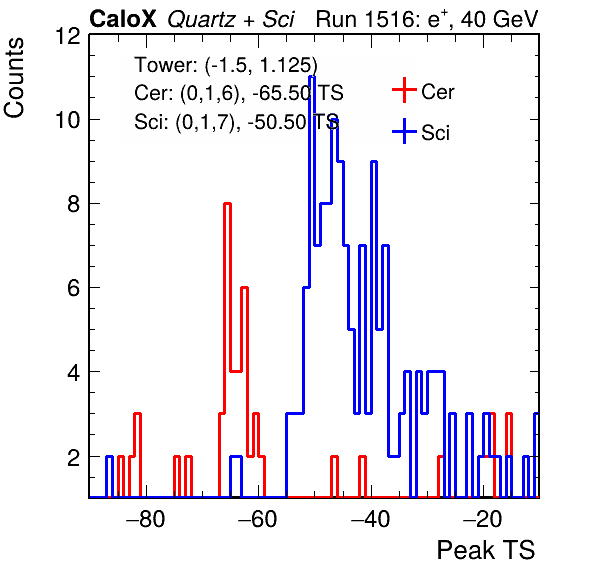 CaloX Quartz + Sci Run 1516: e+, 40 GeV
Counts
12
10
8
6
4
2
Tower: (-1.5, 1.125)
Cer: (0,1,6), -65.50 TS
Sci: (0,1,7), -50.50 TS
Cer
Sci
−80 −60 −40 −20
Peak TS